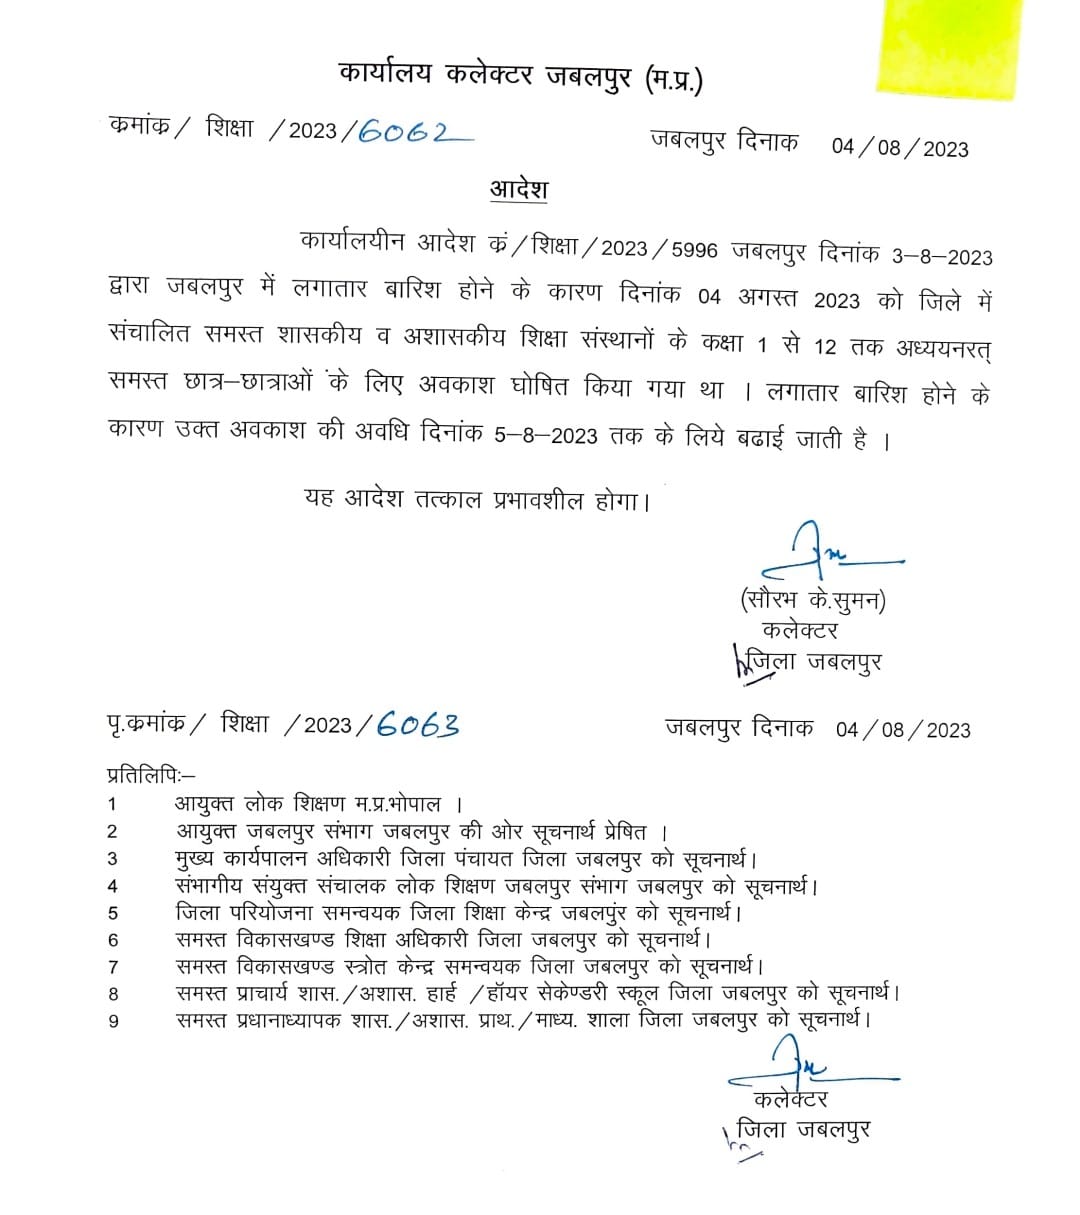 कार्यालय कलेक्टर जबलपुर (म.प्र.)
कमांक / शिक्षा /2023/6062 जबलपुर दिनाक 04/08/2023
आदेश
कार्यालयीन आदेश कं/शिक्षा/2023/5996 जबलपुर दिनांक 3–8–2023
द्वारा जबलपुर में लगातार बारिश होने के कारण दिनांक 04 अगस्त 2023 को जिले में
संचालित समस्त शासकीय व अशासकीय शिक्षा संस्थानों के कक्षा 1 से 12 तक अध्ययनरत्
समस्त छात्र–छात्राओं के लिए अवकाश घोषित किया गया था । लगातार बारिश होने के
कारण उक्त अवकाश की अवधि दिनांक 5–8–2023 तक के लिये बढाई जाती है ।
यह आदेश तत्काल प्रभावशील होगा।
(सौरभ के.सुमन)
कलेक्टर
जिला जबलपुर
पृ.कमांक / शिक्षा /2023/6063 जबलपुर दिनाक 04/08/2023
प्रतिलिपिः–
1 आयुक्त लोक शिक्षण म.प्र.भोपाल ।
2 आयुक्त जबलपुर संभाग जबलपुर की ओर सूचनार्थ प्रेषित ।
3 मुख्य कार्यपालन अधिकारी जिला पंचायत जिला जबलपुर को सूचनार्थ।
4 संभागीय संयुक्त संचालक लोक शिक्षण जबलपुर संभाग जबलपुर को सूचनार्थ।
5 जिला परियोजना समन्वयक जिला शिक्षा केन्द्र जबलपुर को सूचनार्थ।
6 समस्त विकासखण्ड शिक्षा अधिकारी जिला जबलपुर को सूचनार्थ।
7 समस्त विकासखण्ड स्त्रोत केन्द्र समन्वयक जिला जबलपुर को सूचनार्थ।
8 समस्त प्राचार्य शास./अशास. हाई /हॉयर सेकेण्डरी स्कूल जिला जबलपुर को सूचनार्थ।
9 समस्त प्रधानाध्यापक शास./अशास. प्राथ./माध्य. शाला जिला जबलपुर को सूचनार्थ।
कलेक्टर
जिला जबलपुर